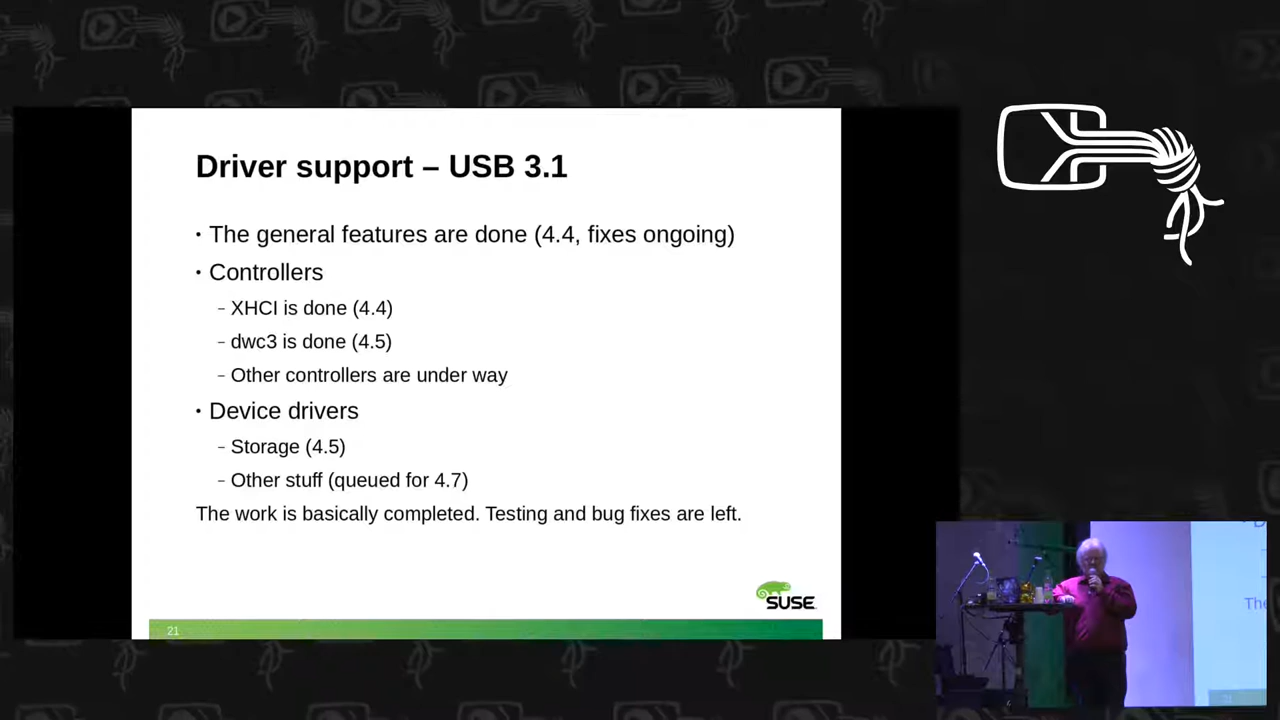 Driver support – USB 3.1
• The general features are done (4.4, fixes ongoing)
• Controllers
– XHCI is done (4.4)
– dwc3 is done (4.5)
– Other controllers are under way
• Device drivers
– Storage (4.5)
– Other stuff (queued for 4.7)
The work is basically completed. Testing and bug fixes are left.
SUSE
21
The